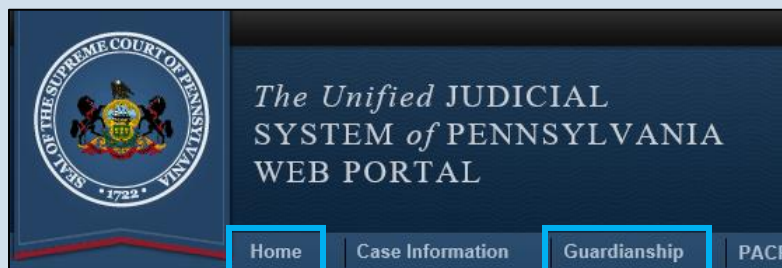 SEAL OF THE SUPREME COURT OF PENNSYLVANIA
• 1722 •
The Unified JUDICIAL
SYSTEM of PENNSYLVANIA
WEB PORTAL
Home Case Information Guardianship